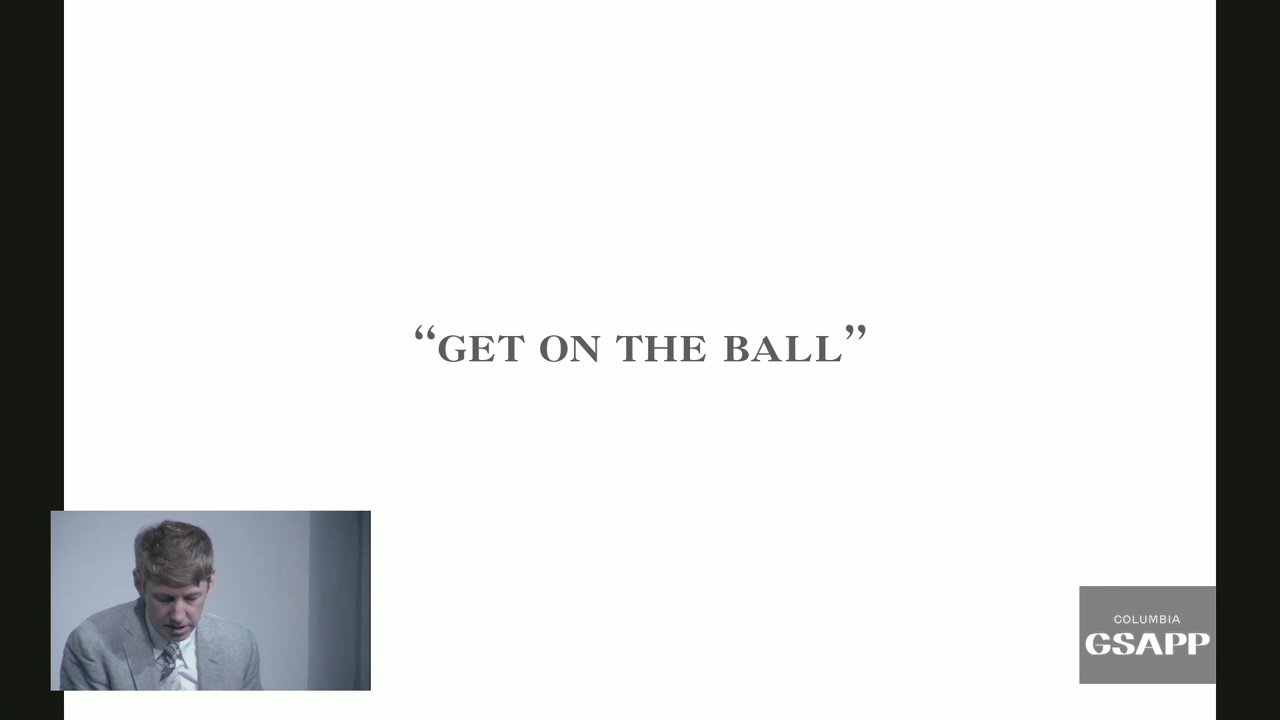 “GET ON THE BALL”
COLUMBIA
GSAPP